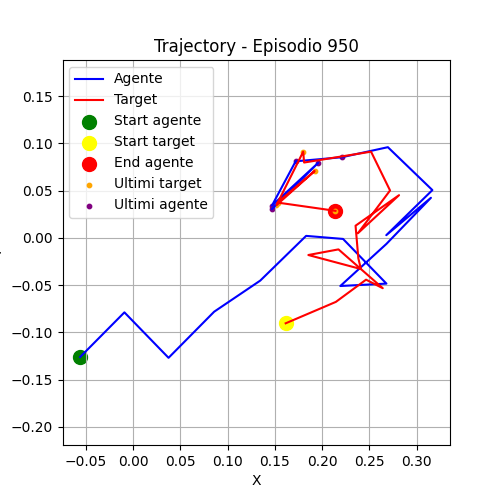 Trajectory - Episodio 950
Agente
Target
Start agente
Start target
End agente
Ultimi target
Ultimi agente
0.15
0.10
0.05
0.00
−0.05
−0.10
−0.15
−0.20
−0.05
0.00
0.05
0.10
0.15
0.20
0.25
0.30
X